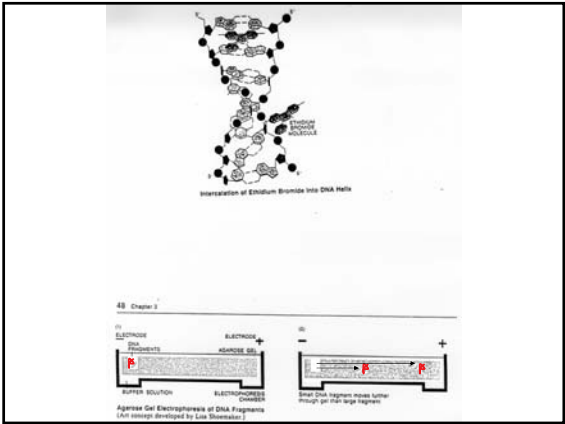 5'
3'
ETHIDIUM
BROMIDE
MOLECULE
3'
5'
Intercalation of Ethidium Bromide into DNA Helix
48 Chapter 3
(1)
ELECTRODE
ELECTRODE
− +
DNA
FRAGMENTS
AGAROSE GEL
BUFFER SOLUTION
ELECTROPHORESIS
CHAMBER
Agarose Gel Electrophoresis of DNA Fragments
(Art concept developed by Lisa Shoemaker.)
(2)
− +
Small DNA fragment moves further
through gel than large fragment